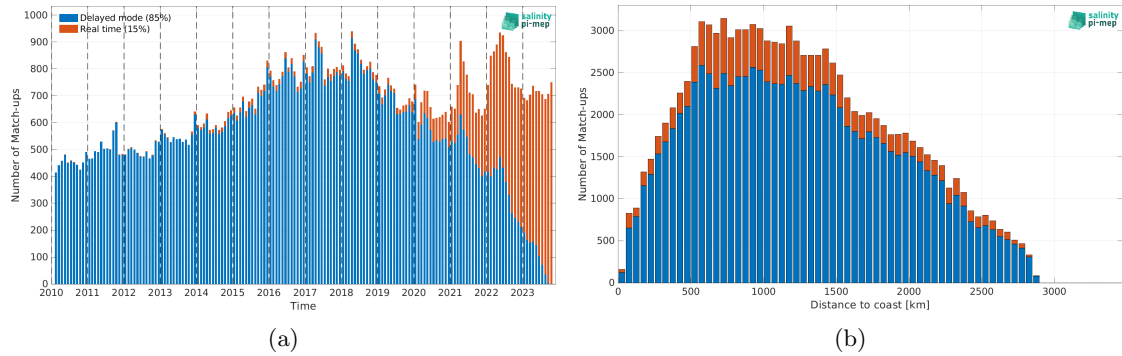 Delayed mode (85%)
Real time (15%)
salinity
pi-mep
Number of Match-ups
1000
900
800
700
600
500
400
300
200
100
0
2010 2011 2012 2013 2014 2015 2016 2017 2018 2019 2020 2021 2022 2023
Time
(a)
salinity
pi-mep
Number of Match-ups
3000
2500
2000
1500
1000
500
0
0 500 1000 1500 2000 2500 3000
Distance to coast [km]
(b)